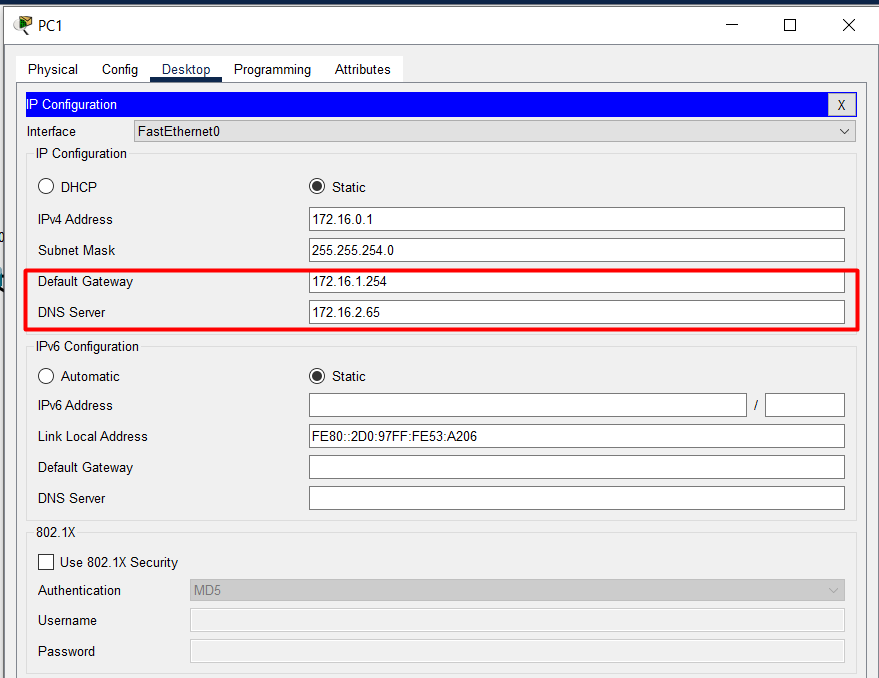 PC1
Physical Config Desktop Programming Attributes
IP Configuration X
Interface FastEthernet0
IP Configuration
DHCP Static
IPv4 Address 172.16.0.1
Subnet Mask 255.255.254.0
Default Gateway 172.16.1.254
DNS Server 172.16.2.65
IPv6 Configuration
Automatic Static
IPv6 Address /
Link Local Address FE80::2D0:97FF:FE53:A206
Default Gateway
DNS Server
802.1X
Use 802.1X Security
Authentication MD5
Username
Password